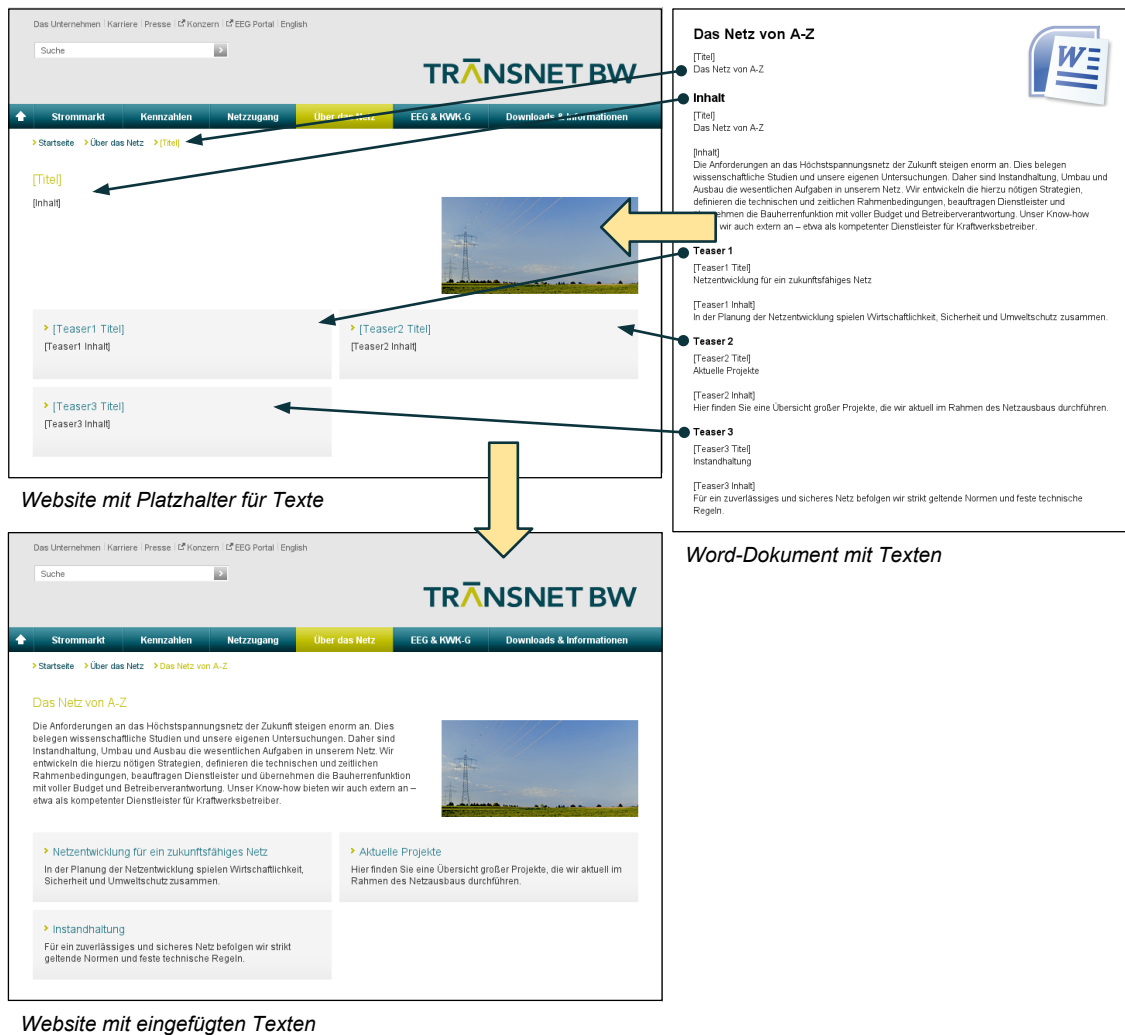 Das Unternehmen | Karriere | Presse | Konzern | EEG Portal | English
Suche
TRΛNSNET BW
Strommarkt Kennzahlen Netzzugang Über das Netz EEG & KWK-G Downloads & Informationen
Startseite Über das Netz [Titel]
[Titel]
[Inhalt]
[Teaser1 Titel]
[Teaser1 Inhalt]
[Teaser2 Titel]
[Teaser2 Inhalt]
[Teaser3 Titel]
[Teaser3 Inhalt]
Website mit Platzhalter für Texte
Das Netz von A-Z
[Titel]
Das Netz von A-Z
Inhalt
[Titel]
Das Netz von A-Z
[Inhalt]
Die Anforderungen an das Höchstspannungsnetz der Zukunft steigen enorm an. Dies belegen
wissenschaftliche Studien und unsere eigenen Untersuchungen. Daher sind Instandhaltung, Umbau und
Ausbau die wesentlichen Aufgaben in unserem Netz. Wir entwickeln die hierzu nötigen Strategien,
definieren die technischen und zeitlichen Rahmenbedingungen, beauftragen Dienstleister und
die Bauherrenfunktion mit voller Budget und Betreiberverantwortung. Unser Know-how
wir auch extern an – etwa als kompetenter Dienstleister für Kraftwerksbetreiber.
Teaser 1
[Teaser1 Titel]
Netzentwicklung für ein zukunftsfähiges Netz
[Teaser1 Inhalt]
In der Planung der Netzentwicklung spielen Wirtschaftlichkeit, Sicherheit und Umweltschutz zusammen.
Teaser 2
[Teaser2 Titel]
Aktuelle Projekte
[Teaser2 Inhalt]
Hier finden Sie eine Übersicht großer Projekte, die wir aktuell im Rahmen des Netzausbaus durchführen.
Teaser 3
[Teaser3 Titel]
Instandhaltung
[Teaser3 Inhalt]
Für ein zuverlässiges und sicheres Netz befolgen wir strikt geltende Normen und feste technische
Regeln.
W
Word-Dokument mit Texten
Das Unternehmen | Karriere | Presse | Konzern | EEG Portal | English
Suche
TRΛNSNET BW
Strommarkt Kennzahlen Netzzugang Über das Netz EEG & KWK-G Downloads & Informationen
Startseite Über das Netz Das Netz von A-Z
Das Netz von A-Z
Die Anforderungen an das Höchstspannungsnetz der Zukunft steigen enorm an. Dies
belegen wissenschaftliche Studien und unsere eigenen Untersuchungen. Daher sind
Instandhaltung, Umbau und Ausbau die wesentlichen Aufgaben in unserem Netz. Wir
entwickeln die hierzu nötigen Strategien, definieren die technischen und zeitlichen
Rahmenbedingungen, beauftragen Dienstleister und übernehmen die Bauherrenfunktion
mit voller Budget und Betreiberverantwortung. Unser Know-how bieten wir auch extern an –
etwa als kompetenter Dienstleister für Kraftwerksbetreiber.
Netzentwicklung für ein zukunftsfähiges Netz
In der Planung der Netzentwicklung spielen Wirtschaftlichkeit,
Sicherheit und Umweltschutz zusammen.
Aktuelle Projekte
Hier finden Sie eine Übersicht großer Projekte, die wir aktuell im
Rahmen des Netzausbaus durchführen.
Instandhaltung
Für ein zuverlässiges und sicheres Netz befolgen wir strikt
geltende Normen und feste technische Regeln.
Website mit eingefügten Texten